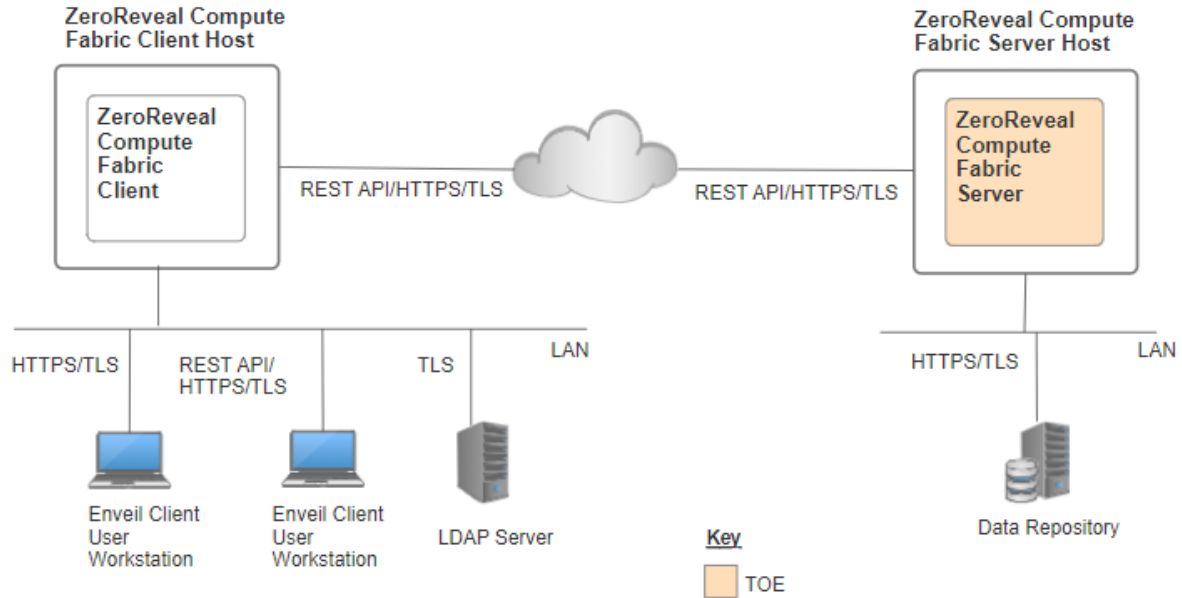 ZeroReveal Compute
Fabric Client Host
ZeroReveal Compute
Fabric Server Host
ZeroReveal
Compute
Fabric
Client
ZeroReveal
Compute
Fabric
Server
REST API/HTTPS/TLS
REST API/HTTPS/TLS
LAN
LAN
HTTPS/TLS
REST API/
HTTPS/TLS
TLS
HTTPS/TLS
Enveil Client
User
Workstation
Enveil Client
User
Workstation
LDAP Server
Data Repository
Key
TOE